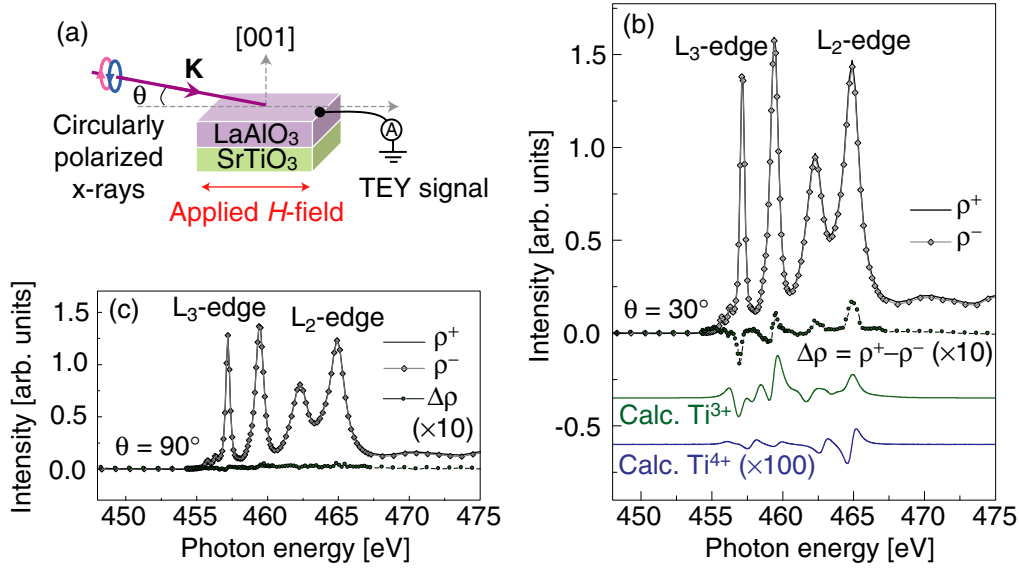 (a)
[001]
K
θ
Circularly
polarized
x-rays
LaAlO₃
SrTiO₃
A
TEY signal
Applied H-field
(b)
L₃-edge
L₂-edge
1.5
1.0
0.5
0.0
-0.5
Intensity [arb. units]
ρ⁺
ρ⁻
θ = 30°
Δρ = ρ⁺–ρ⁻ (×10)
Calc. Ti³⁺
Calc. Ti⁴⁺ (×100)
450 455 460 465 470 475
Photon energy [eV]
(c)
L₃-edge
L₂-edge
1.5
1.0
0.5
0.0
Intensity [arb. units]
ρ⁺
ρ⁻
Δρ
(×10)
θ = 90°
450 455 460 465 470 475
Photon energy [eV]